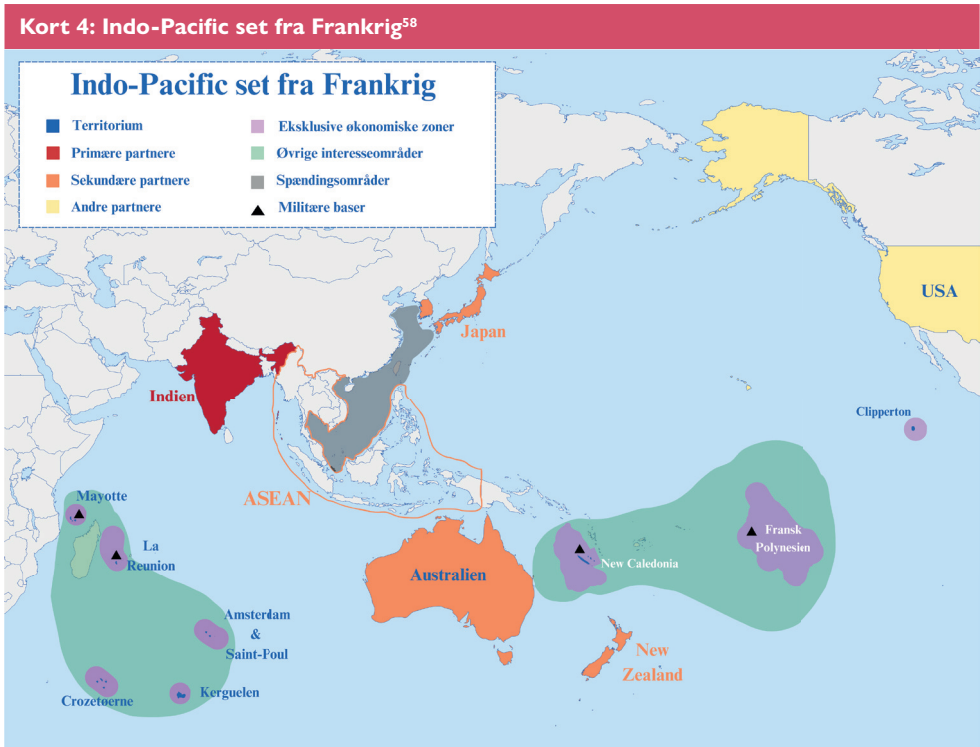 Kort 4: Indo-Pacific set fra Frankrig58
Indo-Pacific set fra Frankrig
Territorium
Primære partnere
Sekundære partnere
Andre partnere
Eksklusive økonomiske zoner
Øvrige interesseområder
Spændingsområder
Militære baser
USA
Japan
Indien
Clipperton
ASEAN
Mayotte
La
Reunion
Fransk
Polynesien
New Caledonia
Australien
Amsterdam
&
Saint-Poul
New
Zealand
Crozetøerne
Kerguelen